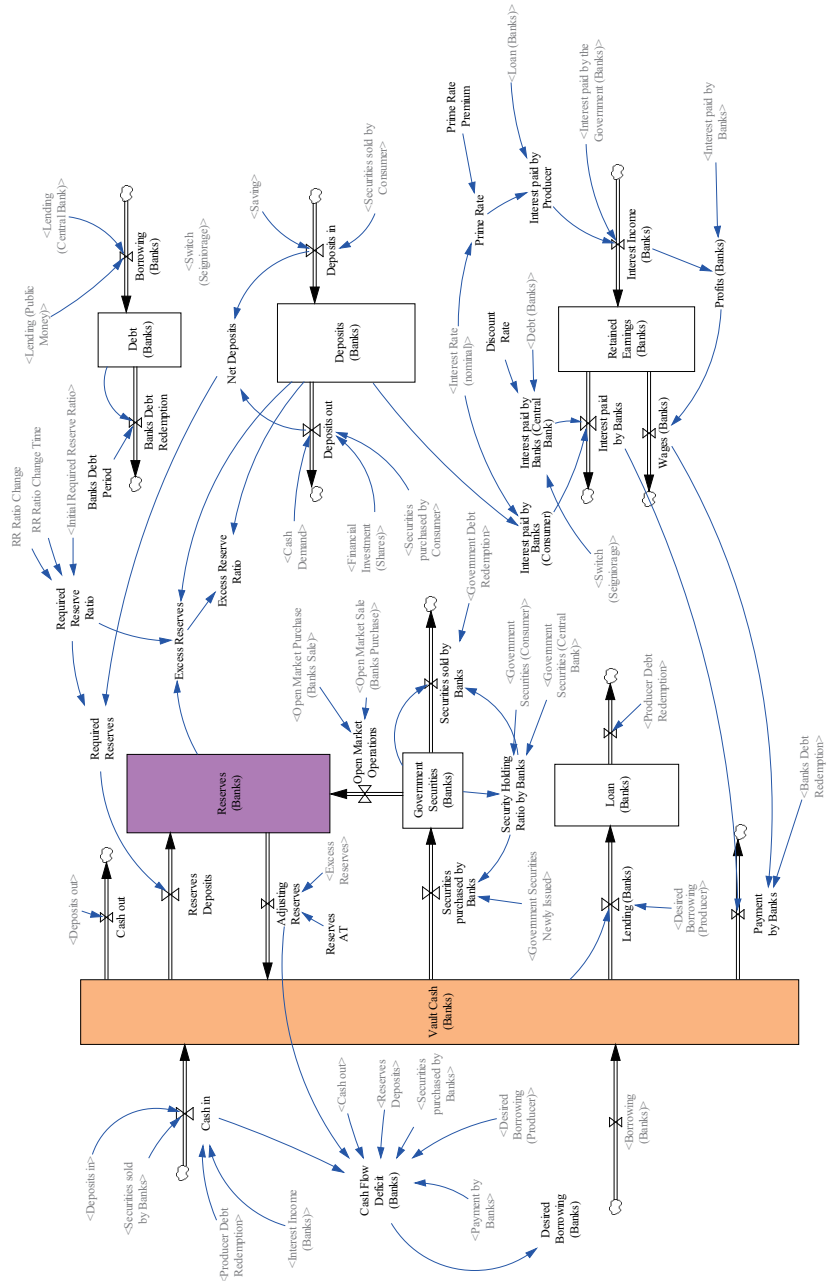 <Lending
(Central Bank)>
<Lending (Public
Money)>
Borrowing
(Banks)
<Switch
(Seigniorage)>
Debt
(Banks)
Banks Debt
Redemption
Banks Debt
Period
RR Ratio Change
RR Ratio Change Time
<Initial Required Reserve Ratio>
Required
Reserve
Ratio
Required
Reserves
<Saving>
<Securities sold by
Consumer>
Deposits in
Net Deposits
Deposits
(Banks)
Deposits out
<Cash
Demand>
<Financial
Investment
(Shares)>
<Securities
purchased by
Consumer>
Excess Reserve
Ratio
Excess Reserves
<Loan (Banks)>
Prime Rate
Premium
Prime Rate
Interest paid by
Producer
<Interest paid by the
Government (Banks)>
<Interest paid by
Banks>
Interest Income
(Banks)
Profits (Banks)
<Interest Rate
(nominal)>
Discount
Rate
<Debt (Banks)>
Interest paid by
Banks (Central
Bank)
Interest paid by
Banks
(Consumer)
<Switch
(Seigniorage)>
Retained
Earnings
(Banks)
Interest paid
by Banks
Wages (Banks)
<Open Market Purchase
(Banks Sale)>
<Open Market Sale
(Banks Purchase)>
Open Market
Operations
<Government Debt
Redemption>
Securities sold by
Banks
<Government
Securities (Consumer)>
<Government
Securities (Central
Bank)>
Government
Securities
(Banks)
Security Holding
Ratio by Banks
Securities
purchased by
Banks
<Government Securities
Newly Issued>
Reserves
(Banks)
Reserves
Deposits
<Deposits out>
Cash out
Adjusting
Reserves
<Excess
Reserves>
Reserves
AT
<Producer Debt
Redemption>
Loan
(Banks)
Lending (Banks)
<Desired
Borrowing
(Producer)>
Payment
by Banks
<Banks Debt
Redemption>
Vault Cash
(Banks)
Cash in
<Deposits in>
<Securities sold
by Banks>
<Producer Debt
Redemption>
<Interest Income
(Banks)>
<Cash out>
<Reserves
Deposits>
<Securities
purchased by
Banks>
<Desired
Borrowing
(Producer)>
Cash Flow
Deficit
(Banks)
<Payment by
Banks>
Desired
Borrowing
(Banks)
<Borrowing
(Banks)>